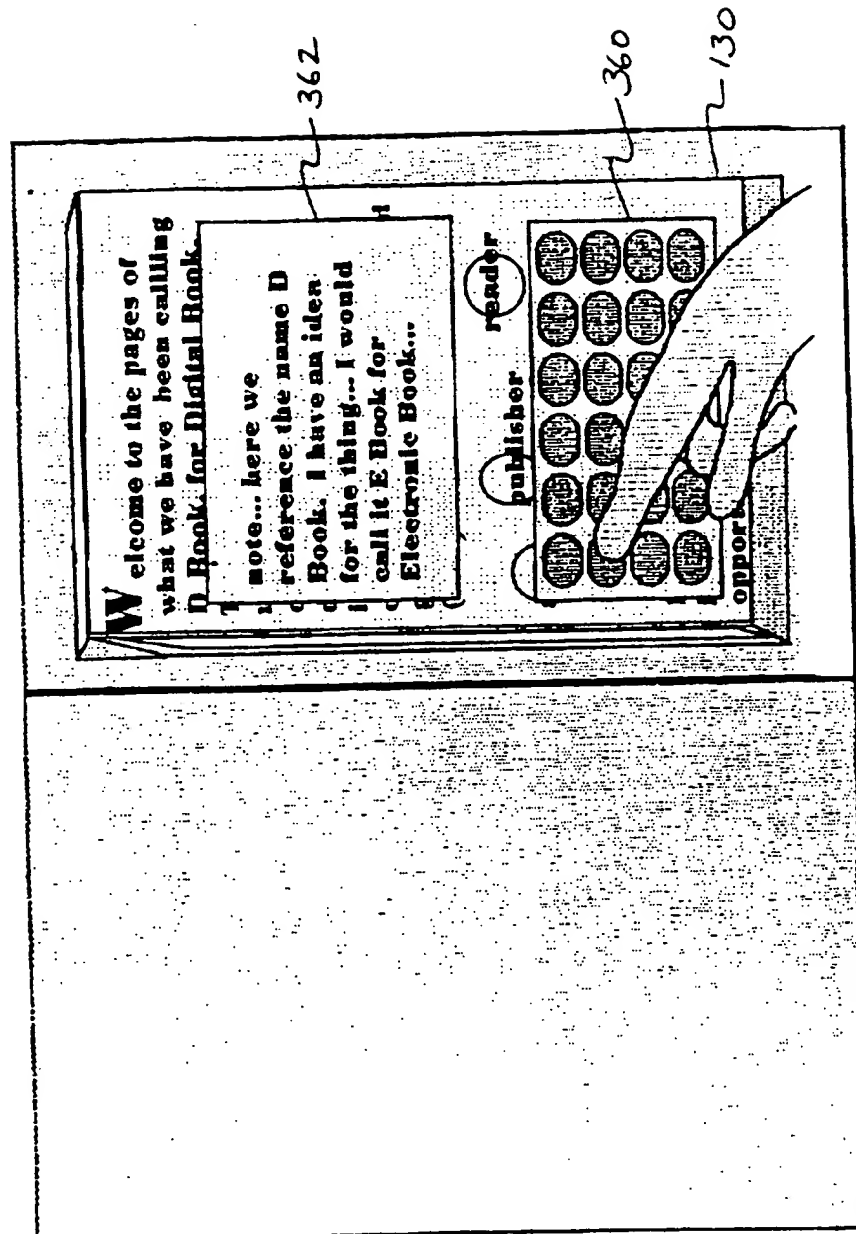 Welcome to the pages of
what we have been callling
D Book, for Digital Book.
note... here we
reference the name D
Book. I have an idea
for the thing... I would
call it E Book for
Electronic Book...
publisher reader
oppor
362
360
130